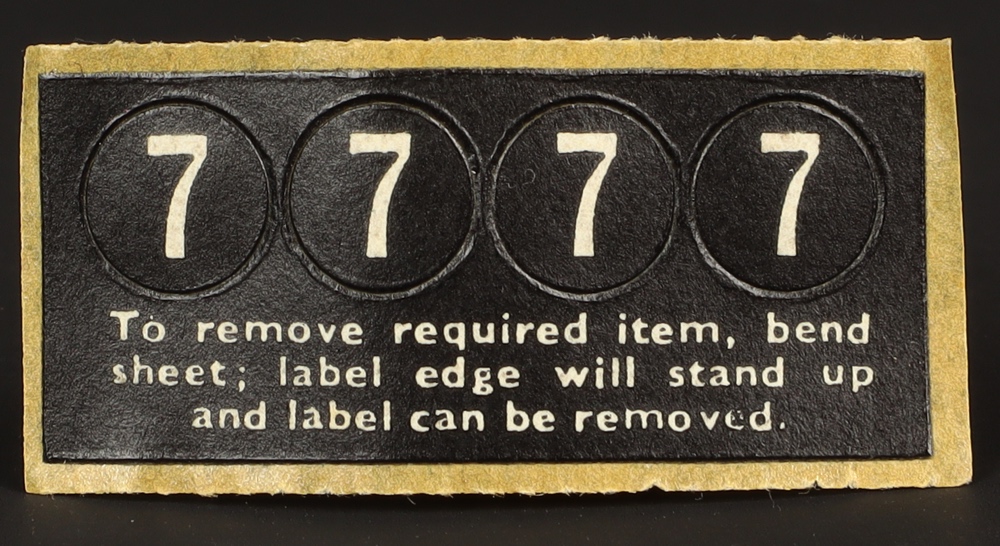 7 7 7 7
To remove required item, bend
sheet; label edge will stand up
and label can be removed.